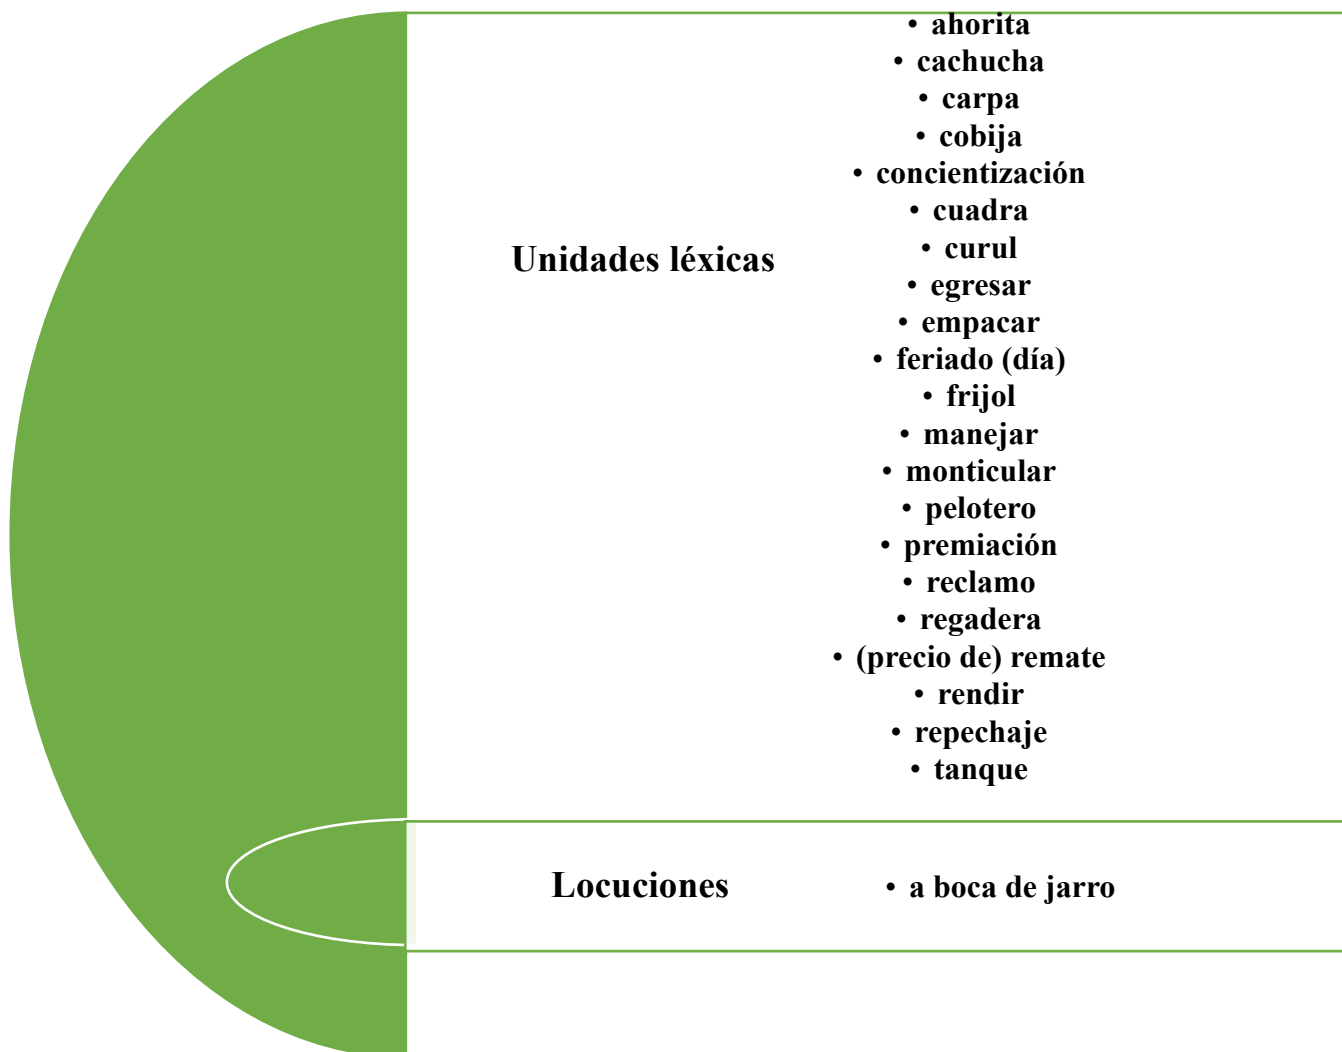 Unidades léxicas
• ahorita
• cachucha
• carpa
• cobija
• concientización
• cuadra
• curul
• egresar
• empacar
• feriado (día)
• frijol
• manejar
• monticular
• pelotero
• premiación
• reclamo
• regadera
• (precio de) remate
• rendir
• repechaje
• tanque
Locuciones
• a boca de jarro